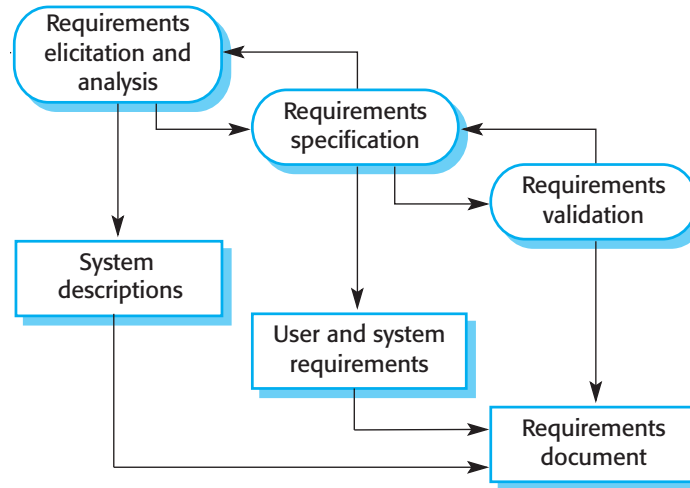 Requirements
elicitation and
analysis
Requirements
specification
Requirements
validation
System
descriptions
User and system
requirements
Requirements
document